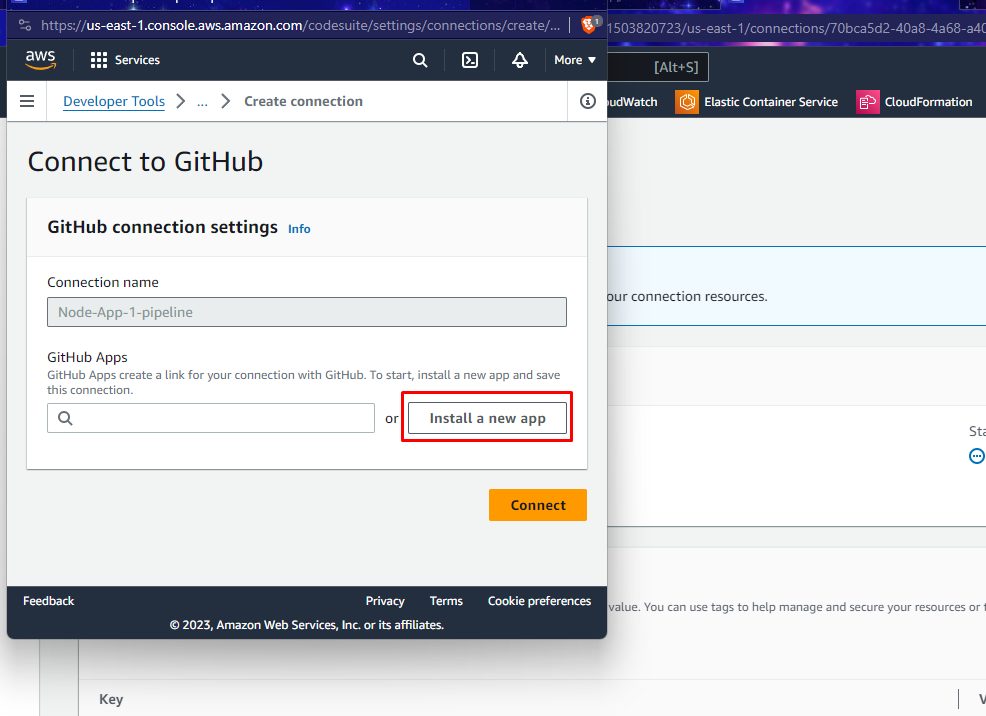 https://us-east-1.console.aws.amazon.com/codesuite/settings/connections/create/...
1
1503820723/us-east-1/connections/70bca5d2-40a8-4a68-a40
aws
Services
More
[Alt+S]
Developer Tools
...
Create connection
oudWatch
Elastic Container Service
CloudFormation
Connect to GitHub
GitHub connection settings Info
Connection name
Node-App-1-pipeline
our connection resources.
GitHub Apps
GitHub Apps create a link for your connection with GitHub. To start, install a new app and save
this connection.
or
Install a new app
Sta
Connect
Feedback
Privacy
Terms
Cookie preferences
© 2023, Amazon Web Services, Inc. or its affiliates.
value. You can use tags to help manage and secure your resources or t
Key
V